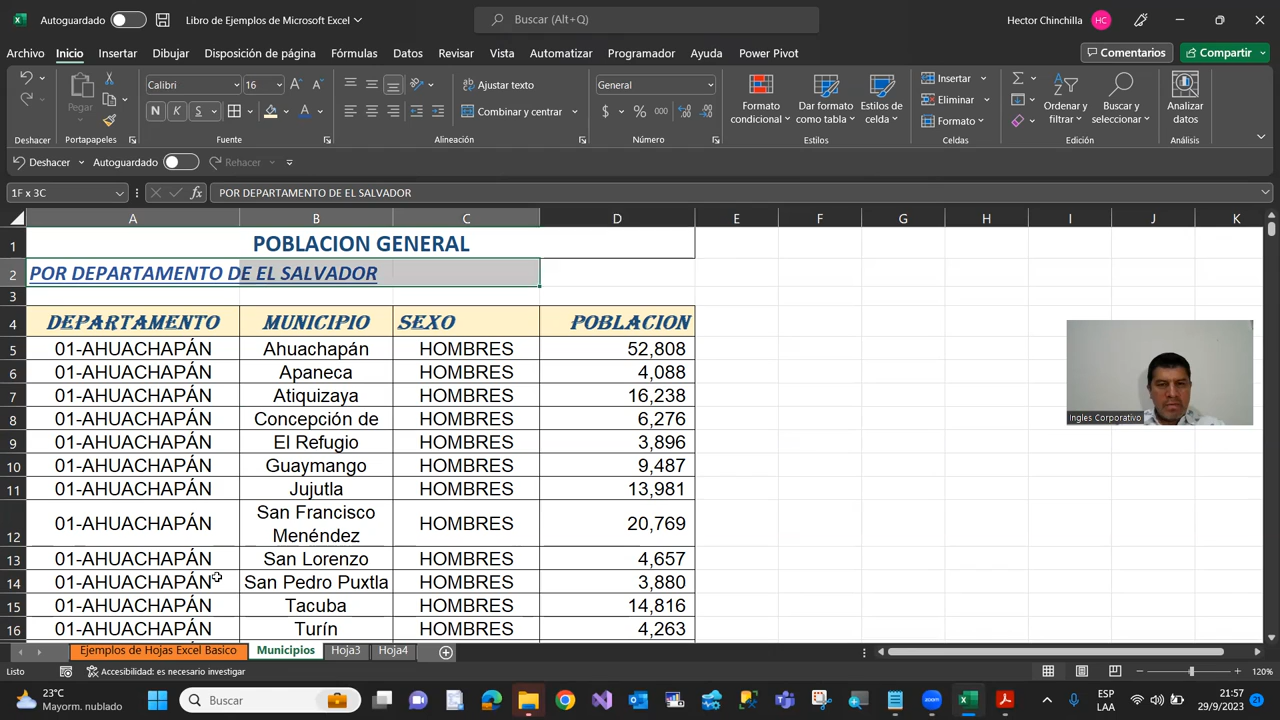 Autoguardado
Libro de Ejemplos de Microsoft Excel
Buscar (Alt+Q)
Hector Chinchilla
HC
Archivo Inicio Insertar Dibujar Disposición de página Fórmulas Datos Revisar Vista Automatizar Programador Ayuda Power Pivot
Comentarios
Compartir
Pegar
Deshacer
Portapapeles
Calibri
16
N K S
Fuente
Ajustar texto
Combinar y centrar
Alineación
General
$ % 000
Número
Formato
condicional
Dar formato
como tabla
Estilos de
celda
Estilos
Insertar
Eliminar
Formato
Celdas
Ordenar y
filtrar
Buscar y
seleccionar
Edición
Analizar
datos
Análisis
Deshacer Autoguardado Rehacer
1F x 3C
fx
POR DEPARTAMENTO DE EL SALVADOR
A B C D E F G H I J K
1 POBLACION GENERAL
2 POR DEPARTAMENTO DE EL SALVADOR
3
4 DEPARTAMENTO MUNICIPIO SEXO POBLACION
5 01-AHUACHAPÁN Ahuachapán HOMBRES 52,808
6 01-AHUACHAPÁN Apaneca HOMBRES 4,088
7 01-AHUACHAPÁN Atiquizaya HOMBRES 16,238
8 01-AHUACHAPÁN Concepción de HOMBRES 6,276
9 01-AHUACHAPÁN El Refugio HOMBRES 3,896
10 01-AHUACHAPÁN Guaymango HOMBRES 9,487
11 01-AHUACHAPÁN Jujutla HOMBRES 13,981
San Francisco
12 01-AHUACHAPÁN Menéndez HOMBRES 20,769
13 01-AHUACHAPÁN San Lorenzo HOMBRES 4,657
14 01-AHUACHAPÁN San Pedro Puxtla HOMBRES 3,880
15 01-AHUACHAPÁN Tacuba HOMBRES 14,816
16 01-AHUACHAPÁN Turín HOMBRES 4,263
Ingles Corporativo
Ejemplos de Hojas Excel Basico Municipios Hoja3 Hoja4
Listo
Accesibilidad: es necesario investigar
120%
23°C
Mayorm. nublado
Buscar
zoom
ESP
LAA
21:57
29/9/2023
21